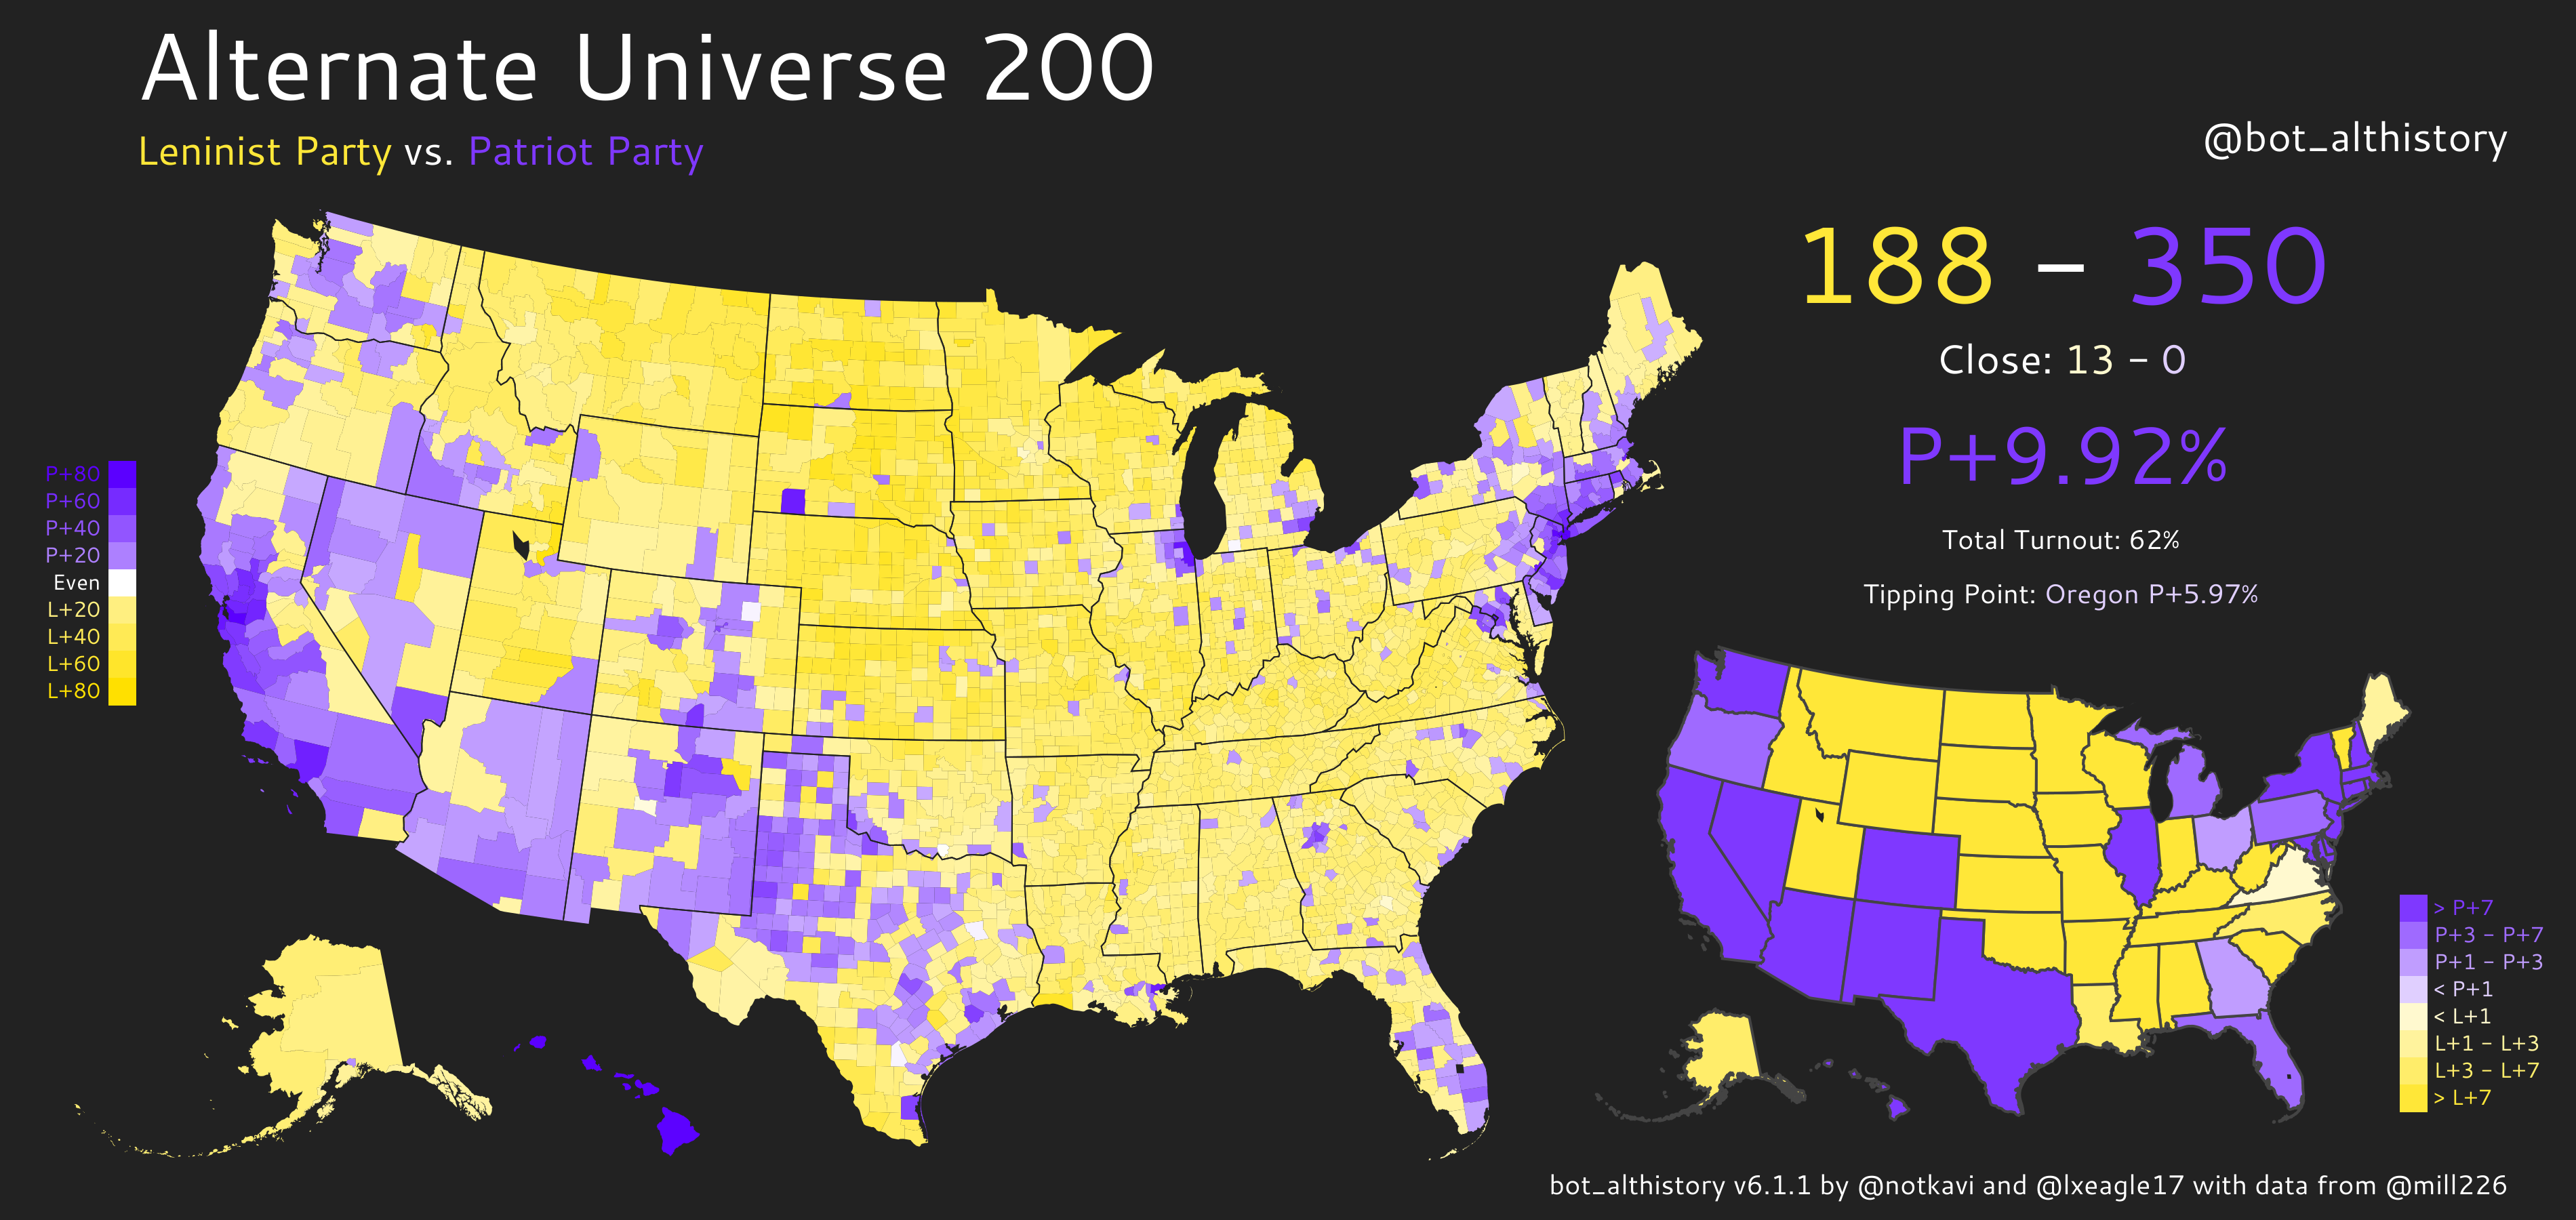 Alternate Universe 200
Leninist Party vs. Patriot Party
@bot_althistory
188 – 350
Close: 13 - 0
P+9.92%
Total Turnout: 62%
Tipping Point: Oregon P+5.97%
P+80
P+60
P+40
P+20
Even
L+20
L+40
L+60
L+80
> P+7
P+3 - P+7
P+1 - P+3
< P+1
< L+1
L+1 - L+3
L+3 - L+7
> L+7
bot_althistory v6.1.1 by @notkavi and @lxeagle17 with data from @mill226